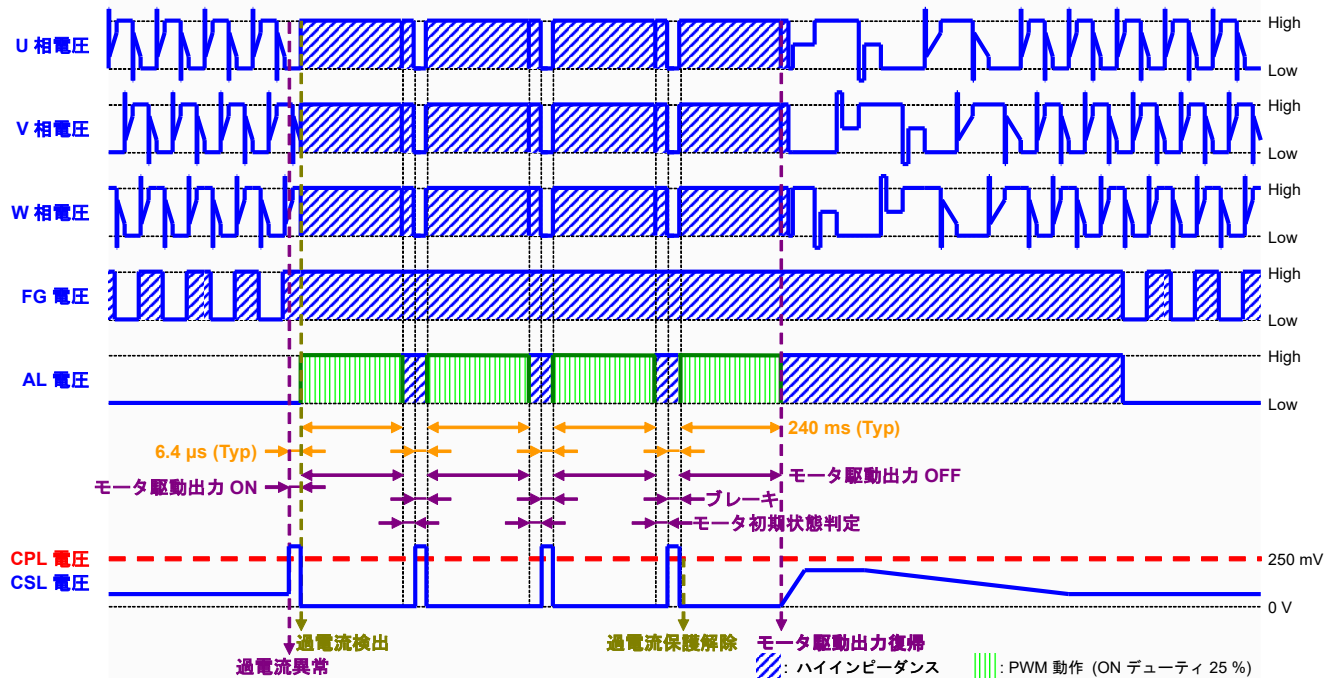 U 相電圧
High
Low
V 相電圧
High
Low
W 相電圧
High
Low
FG 電圧
High
Low
AL 電圧
High
Low
240 ms (Typ)
6.4 µs (Typ)
モータ駆動出力 ON
モータ駆動出力 OFF
ブレーキ
モータ初期状態判定
CPL 電圧
250 mV
CSL 電圧
0 V
過電流検出
過電流保護解除
モータ駆動出力復帰
過電流異常
: ハイインピーダンス
: PWM 動作 (ON デューティ 25 %)